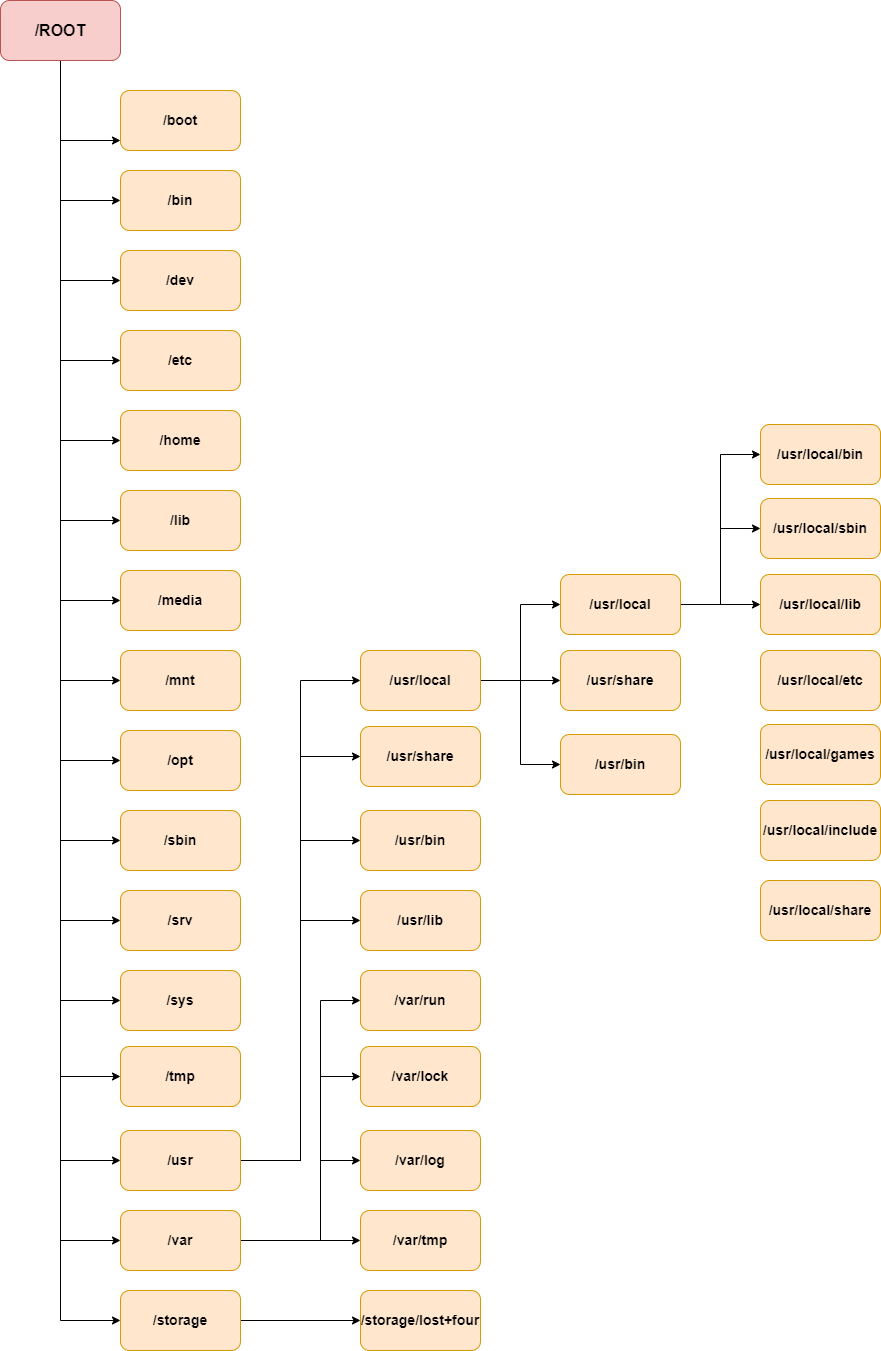 /ROOT
/boot
/bin
/dev
/etc
/home
/lib
/media
/mnt
/opt
/sbin
/srv
/sys
/tmp
/usr
/var
/storage
/usr/local
/usr/share
/usr/bin
/usr/lib
/var/run
/var/lock
/var/log
/var/tmp
/storage/lost+four
/usr/local
/usr/share
/usr/bin
/usr/local/bin
/usr/local/sbin
/usr/local/lib
/usr/local/etc
/usr/local/games
/usr/local/include
/usr/local/share